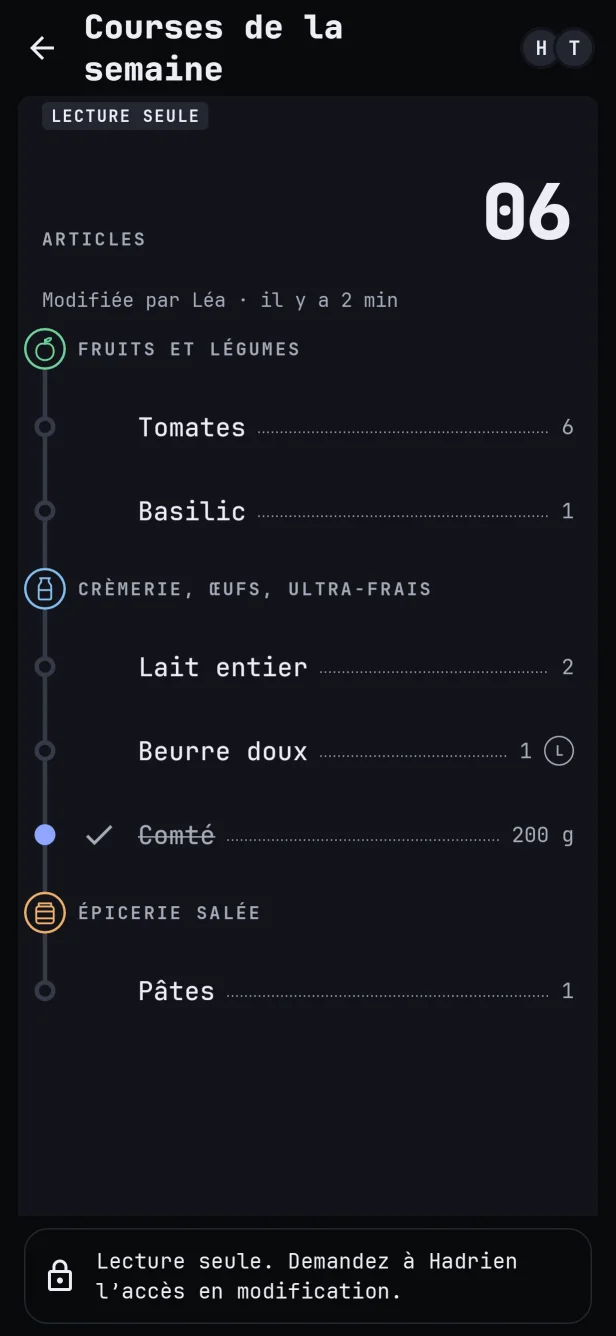 Courses de la
semaine
H T
LECTURE SEULE
06
ARTICLES
Modifiée par Léa · il y a 2 min
FRUITS ET LÉGUMES
Tomates 6
Basilic 1
CRÈMERIE, ŒUFS, ULTRA-FRAIS
Lait entier 2
Beurre doux 1 L
Comté 200 g
ÉPICERIE SALÉE
Pâtes 1
Lecture seule. Demandez à Hadrien
l’accès en modification.